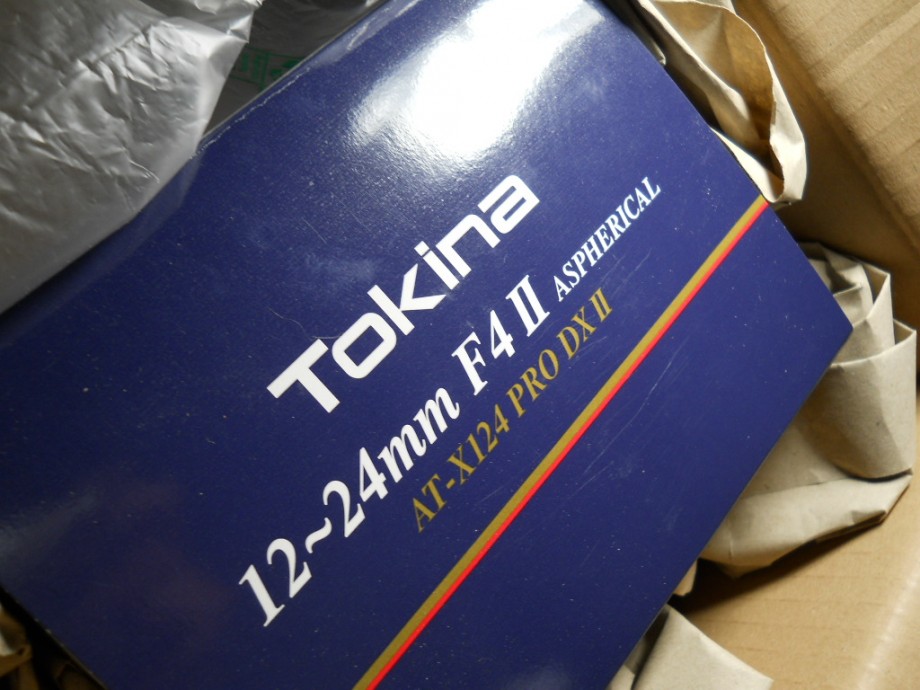 Tokina
12~24mm F4 II ASPHERICAL
AT-X124 PRO DX II